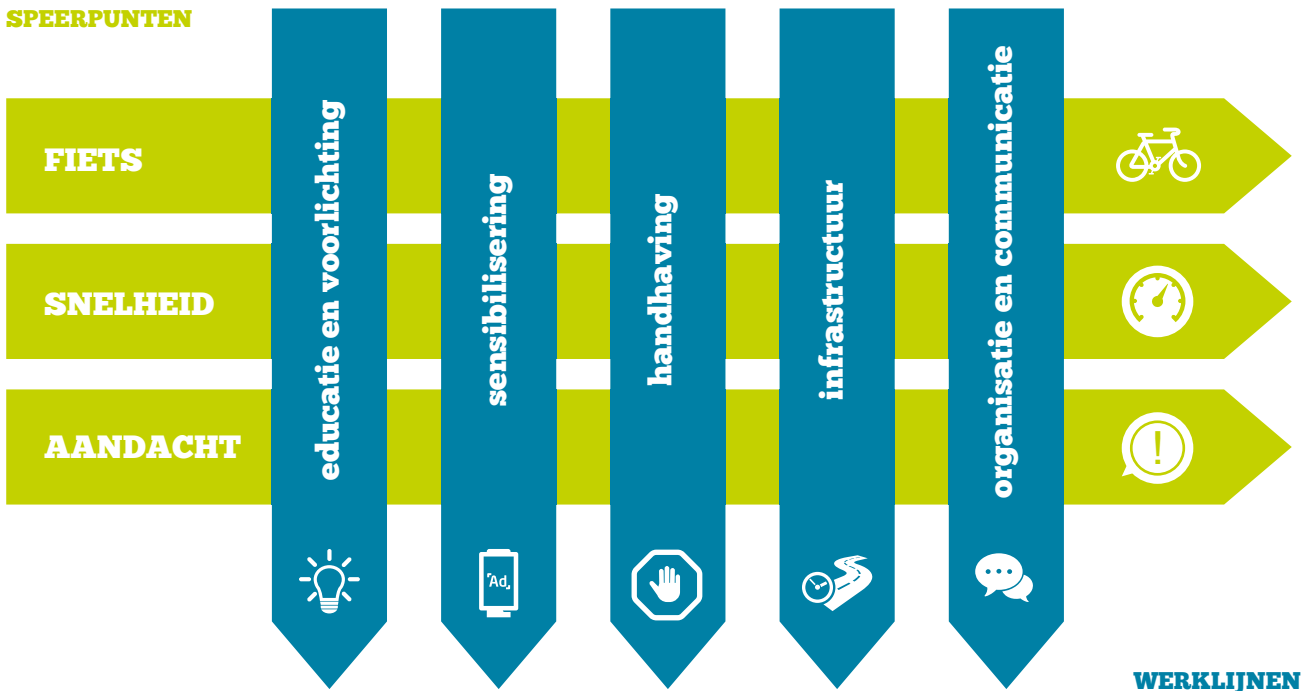 SPEERPUNTEN
FIETS
SNELHEID
AANDACHT
educatie en voorlichting
sensibilisering
handhaving
infrastructuur
organisatie en communicatie
Ad
WERKLIJNEN